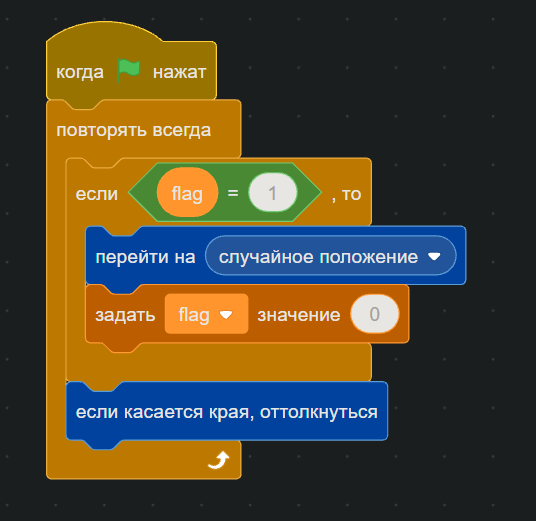 когда нажат
повторять всегда
если flag = 1 , то
перейти на случайное положение
задать flag значение 0
если касается края, оттолкнуться